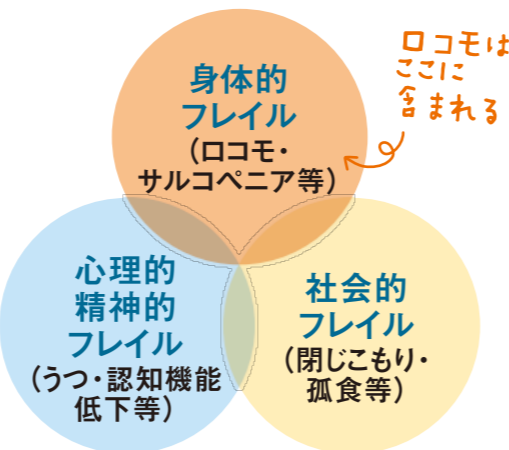 身体的
フレイル
(ロコモ・
サルコペニア等)
ロコモは
ここに
含まれる
心理的
精神的
フレイル
(うつ・認知機能
低下等)
社会的
フレイル
(閉じこもり・
孤食等)